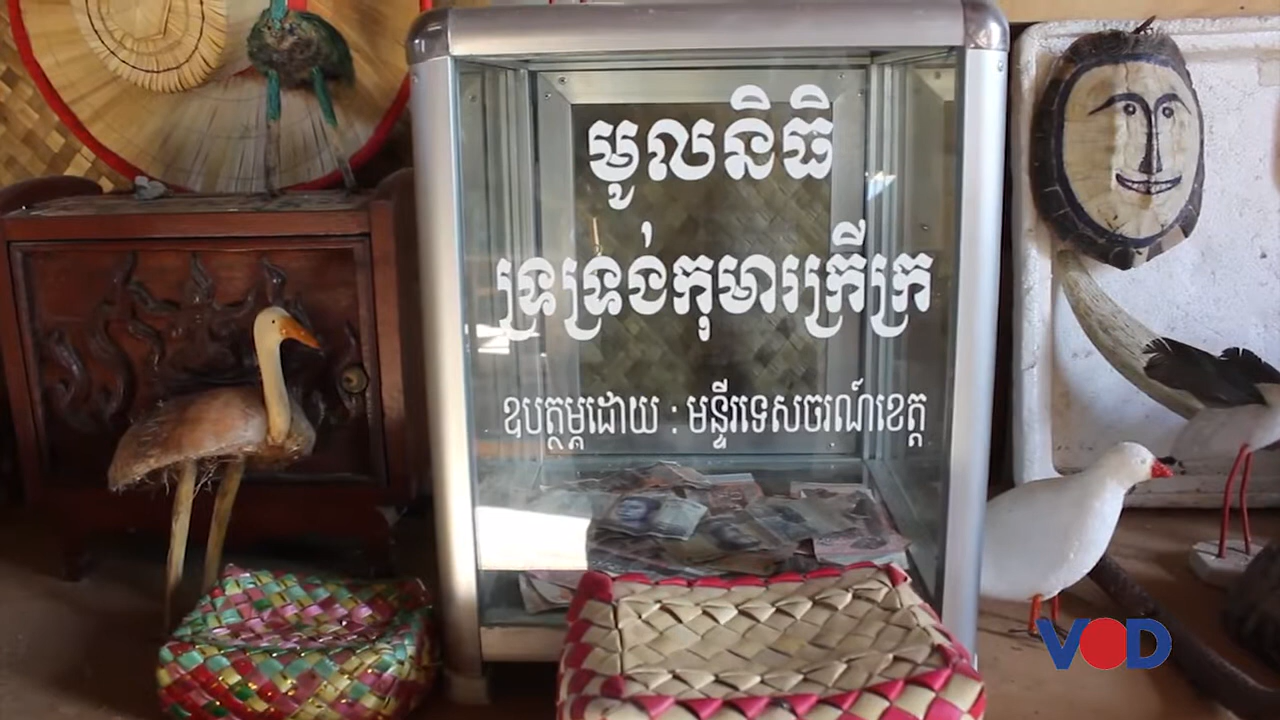 មូលនិធិ
ទ្រទ្រង់កុមារក្រីក្រ
ឧបត្ថម្ភដោយ : មន្ទីរទេសចរណ៍ខេត្ត
VOD